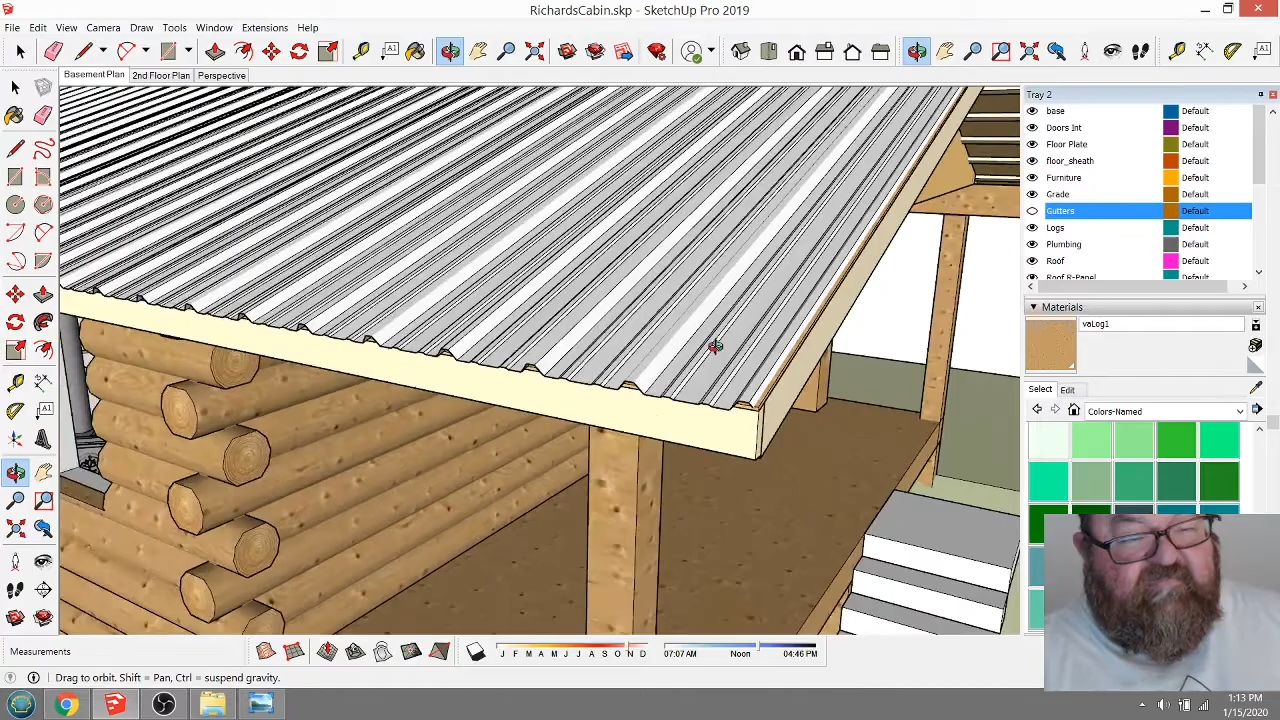 RichardsCabin.skp - SketchUp Pro 2019
File Edit View Camera Draw Tools Window Extensions Help
Basement Plan 2nd Floor Plan Perspective
Tray 2
base Default
Doors Int Default
Floor Plate Default
floor_sheath Default
Furniture Default
Grade Default
Gutters Default
Logs Default
Plumbing Default
Roof Default
Roof R-Panel Default
Materials
vaLog1
Select Edit
Colors-Named
Measurements
J F M A M J J A S O N D
07:07 AM Noon 04:46 PM
Drag to orbit. Shift = Pan, Ctrl = suspend gravity.
1:13 PM
1/15/2020